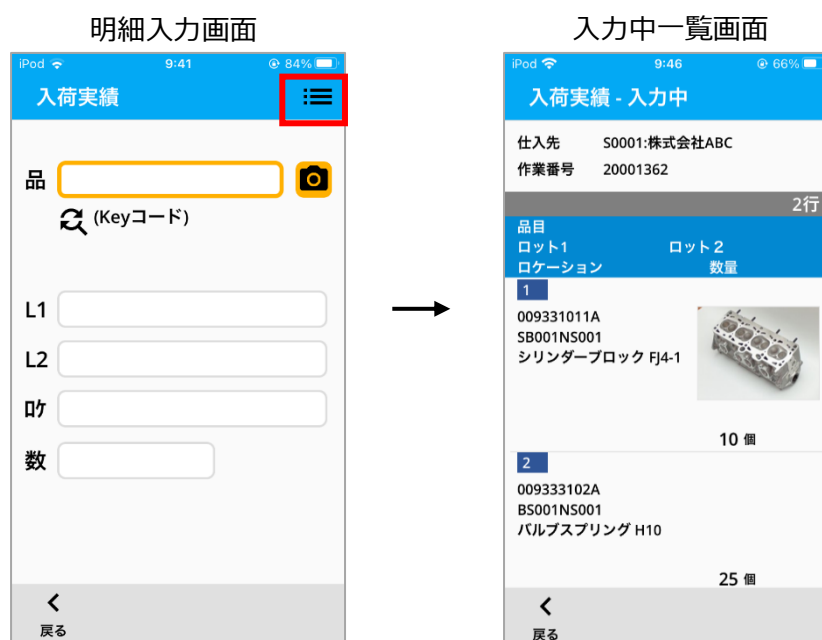 明細入力画面
iPod 9:41 84%
入荷実績
品
(Keyコード)
L1
L2
ﾛｹ
数
戻る
入力中一覧画面
iPod 9:46 66%
入荷実績 - 入力中
仕入先 S0001:株式会社ABC
作業番号 20001362
2行
品目
ロット1 ロット２
ロケーション 数量
1
009331011A
SB001NS001
シリンダーブロック FJ4-1
10 個
2
009333102A
BS001NS001
バルブスプリング H10
25 個
戻る